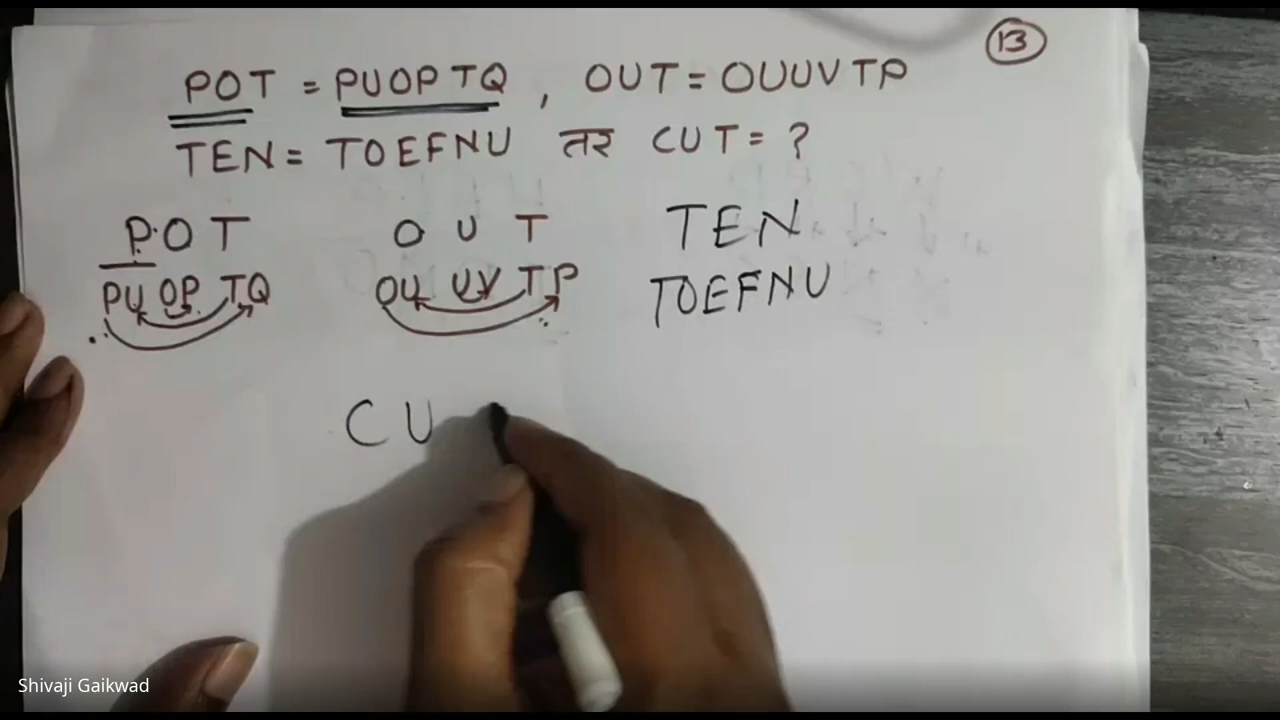 13
POT = PUOPTQ , OUT = OUUVTP
TEN = TOEFNU तर CUT = ?
POT OUT TEN
PU OP TQ OU UV TP TOEFNU
CU
Shivaji Gaikwad